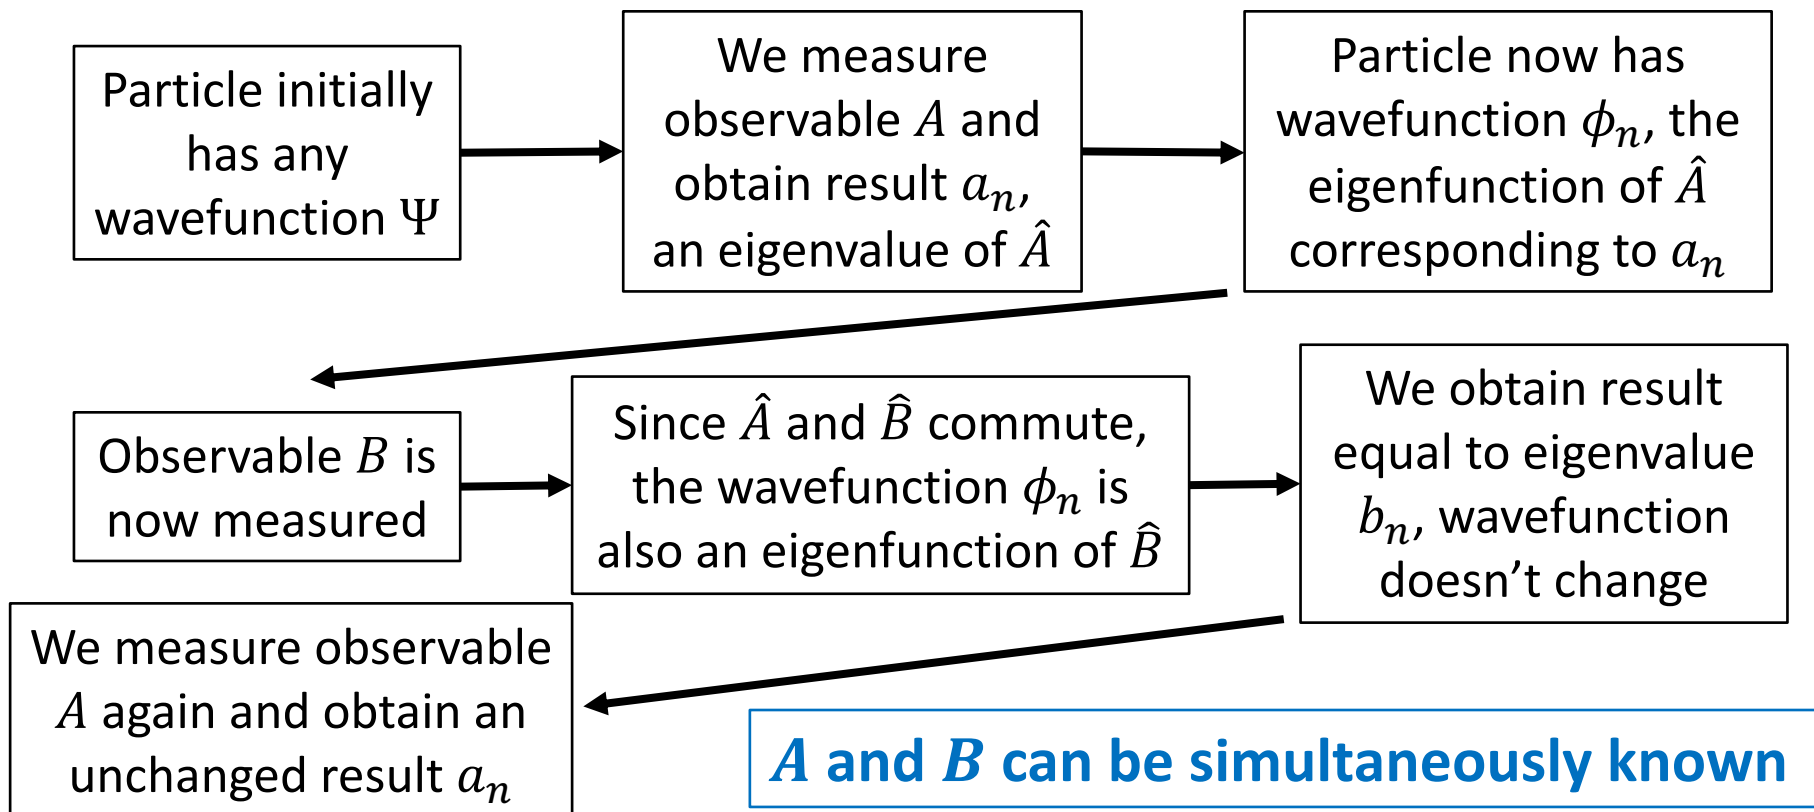 Particle initially
has any
wavefunction Ψ
We measure
observable A and
obtain result aₙ,
an eigenvalue of Â
Particle now has
wavefunction ϕₙ, the
eigenfunction of Â
corresponding to aₙ
Observable B is
now measured
Since Â and B̂ commute,
the wavefunction ϕₙ is
also an eigenfunction of B̂
We obtain result
equal to eigenvalue
bₙ, wavefunction
doesn’t change
We measure observable
A again and obtain an
unchanged result aₙ
A and B can be simultaneously known